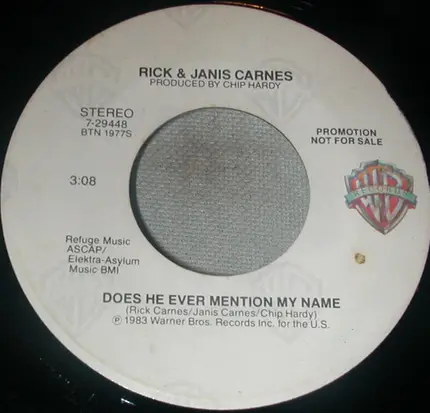 RICK & JANIS CARNES
PRODUCED BY CHIP HARDY
STEREO
7-29448
BTN 1977S
PROMOTION
NOT FOR SALE
3:08
WB
RECORDS
Refuge Music
ASCAP/
Elektra-Asylum
Music BMI
DOES HE EVER MENTION MY NAME
(Rick Carnes/Janis Carnes/Chip Hardy)
℗ 1983 Warner Bros. Records Inc. for the U.S.